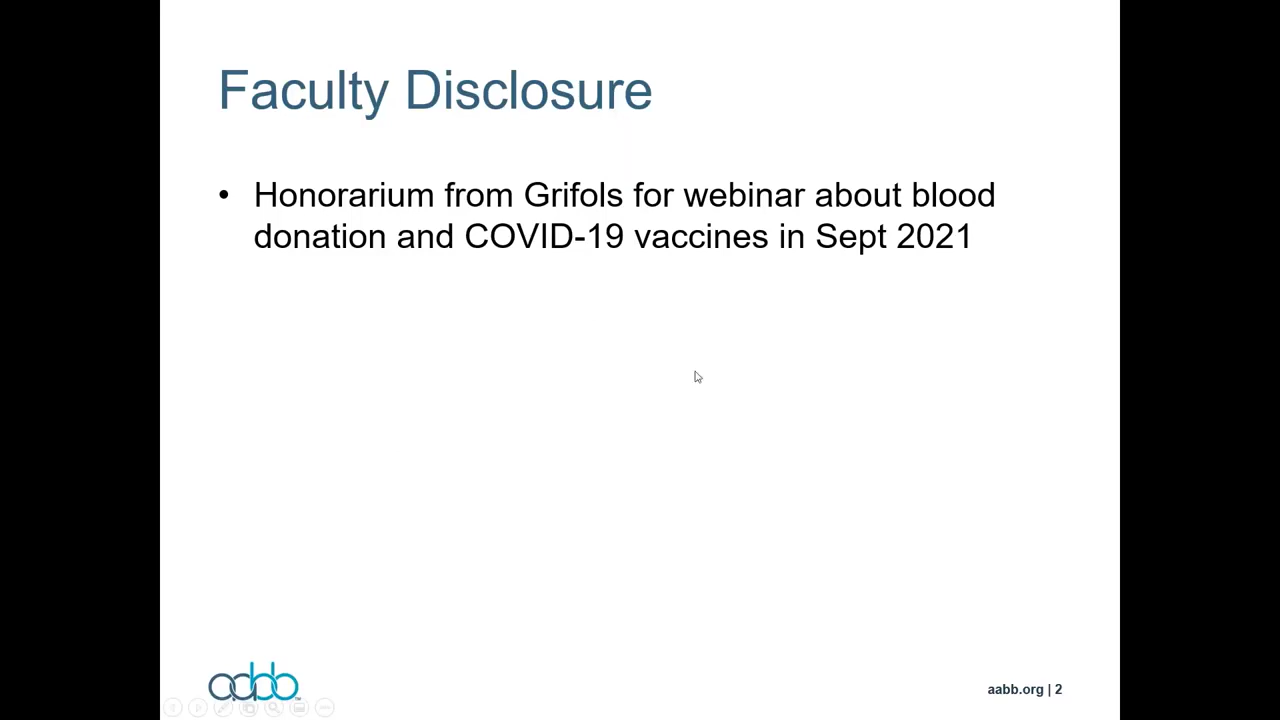 Faculty Disclosure
• Honorarium from Grifols for webinar about blood
donation and COVID-19 vaccines in Sept 2021
aabb
aabb.org | 2